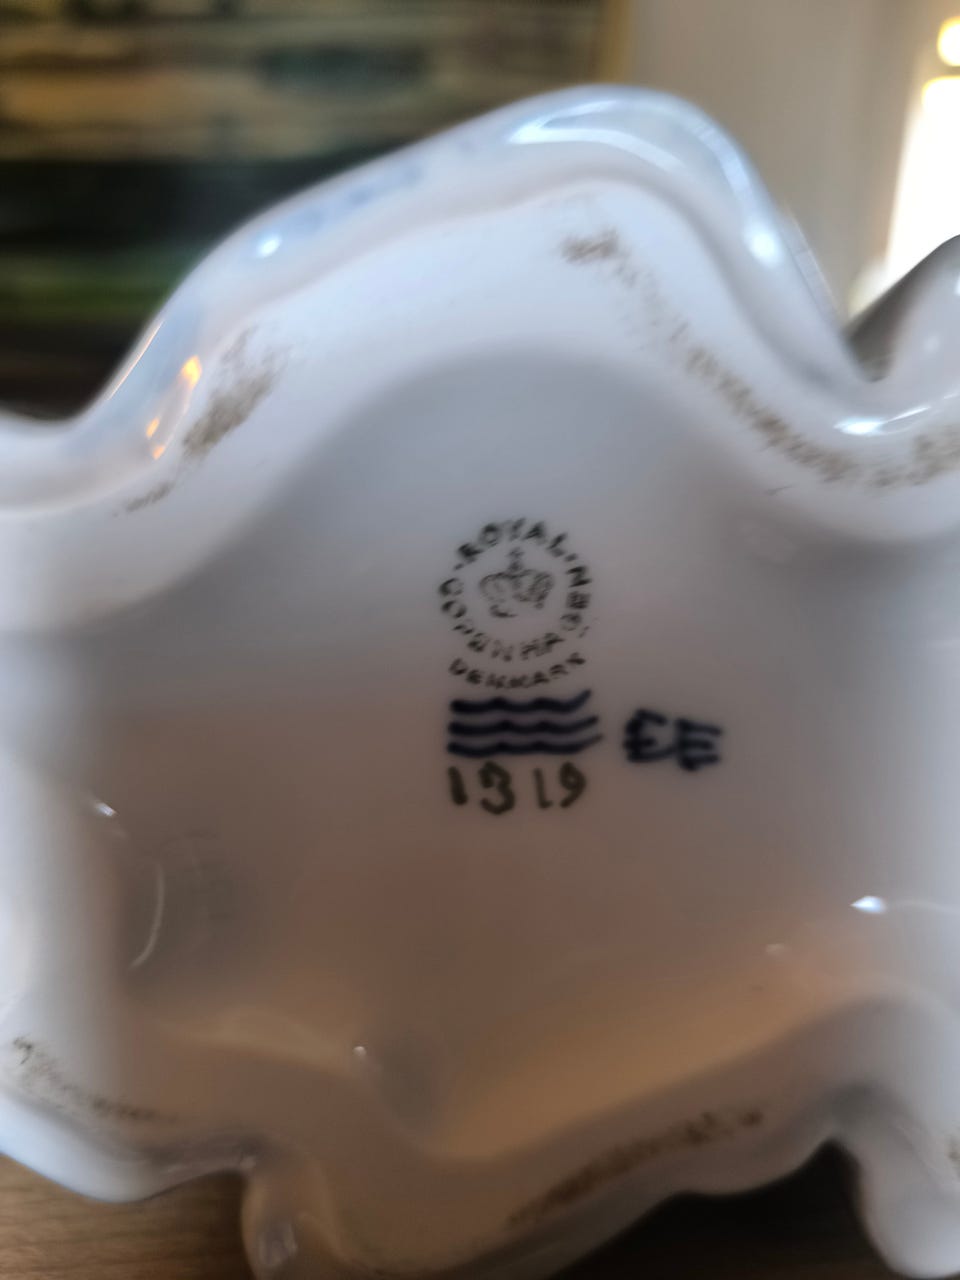 ROYAL
COPENHAGEN
DENMARK
EE
1319